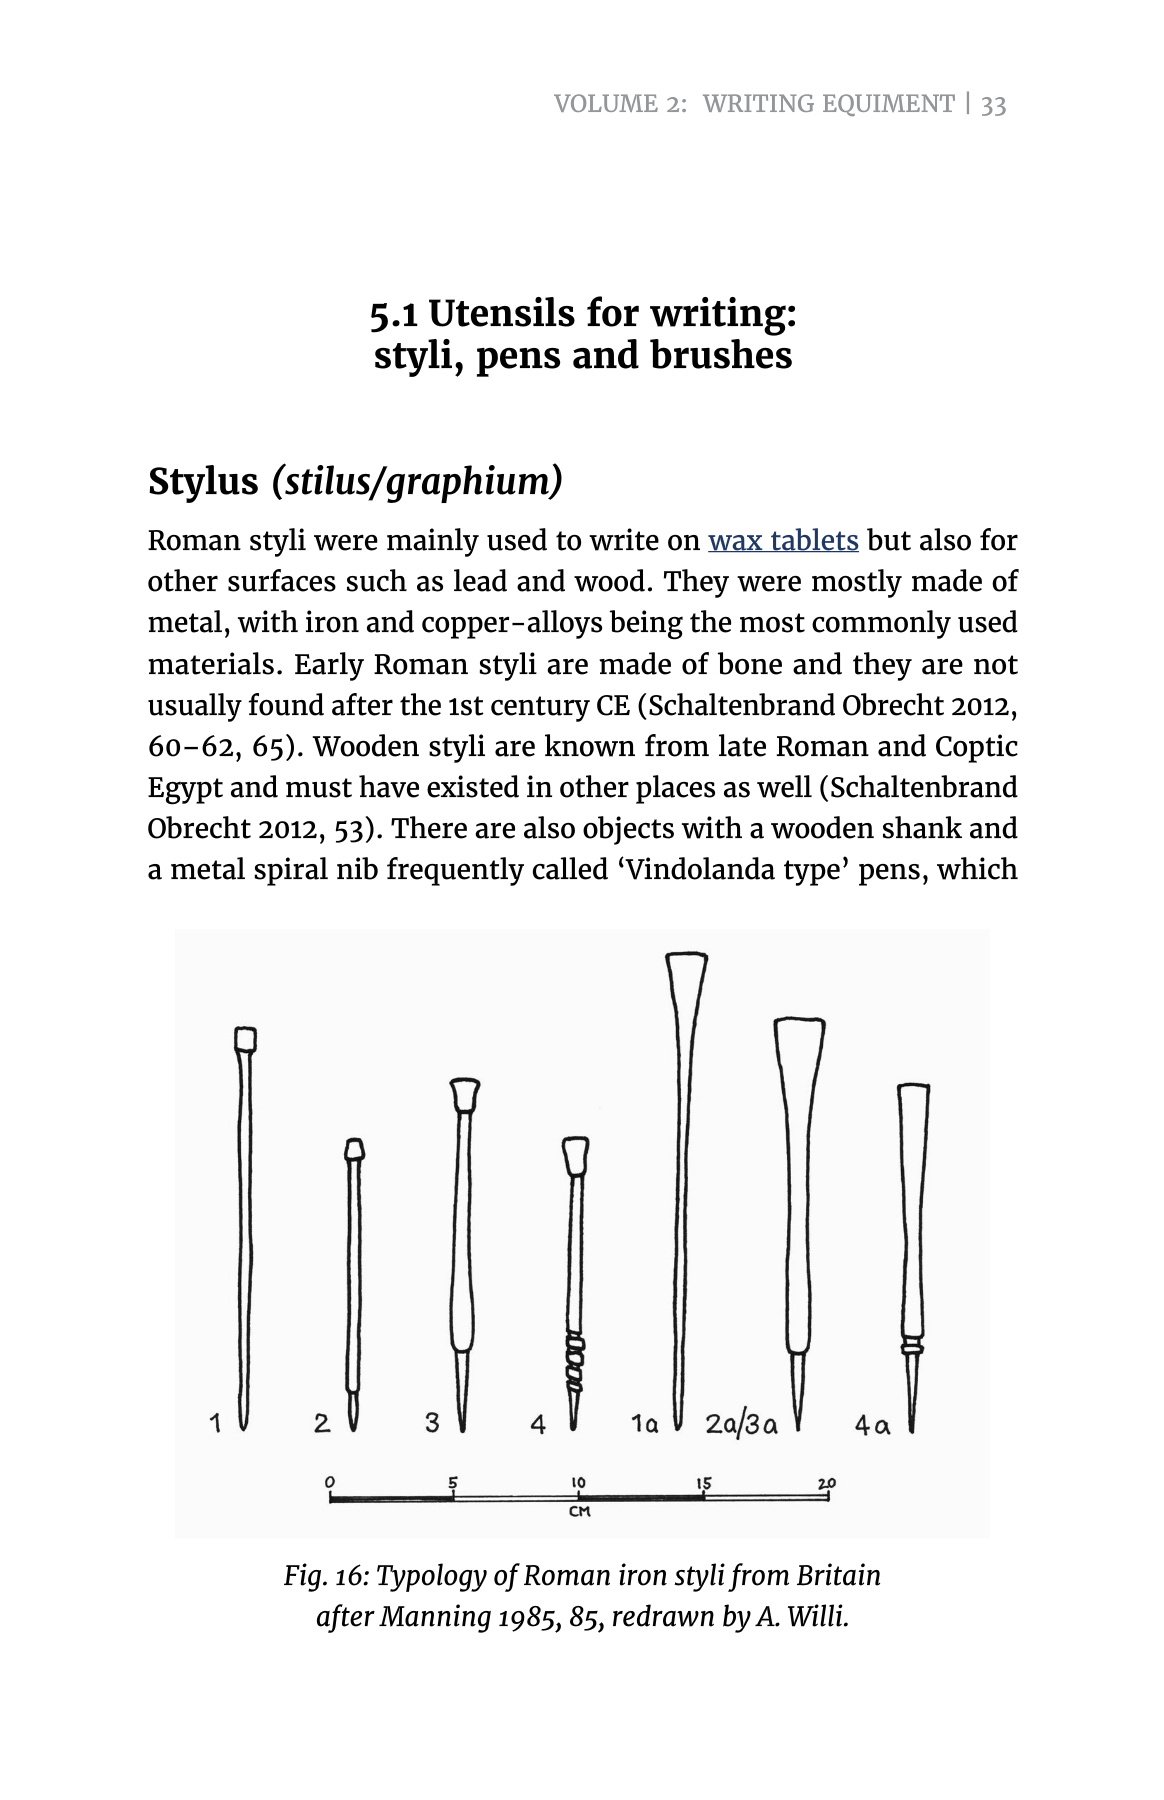 VOLUME 2: WRITING EQUIMENT | 33
5.1 Utensils for writing:
styli, pens and brushes
Stylus (stilus/graphium)
Roman styli were mainly used to write on wax tablets but also for
other surfaces such as lead and wood. They were mostly made of
metal, with iron and copper-alloys being the most commonly used
materials. Early Roman styli are made of bone and they are not
usually found after the 1st century CE (Schaltenbrand Obrecht 2012,
60–62, 65). Wooden styli are known from late Roman and Coptic
Egypt and must have existed in other places as well (Schaltenbrand
Obrecht 2012, 53). There are also objects with a wooden shank and
a metal spiral nib frequently called ‘Vindolanda type’ pens, which
1 2 3 4 1a 2a/3a 4a
0 5 10 15 20
CM
Fig. 16: Typology of Roman iron styli from Britain
after Manning 1985, 85, redrawn by A. Willi.